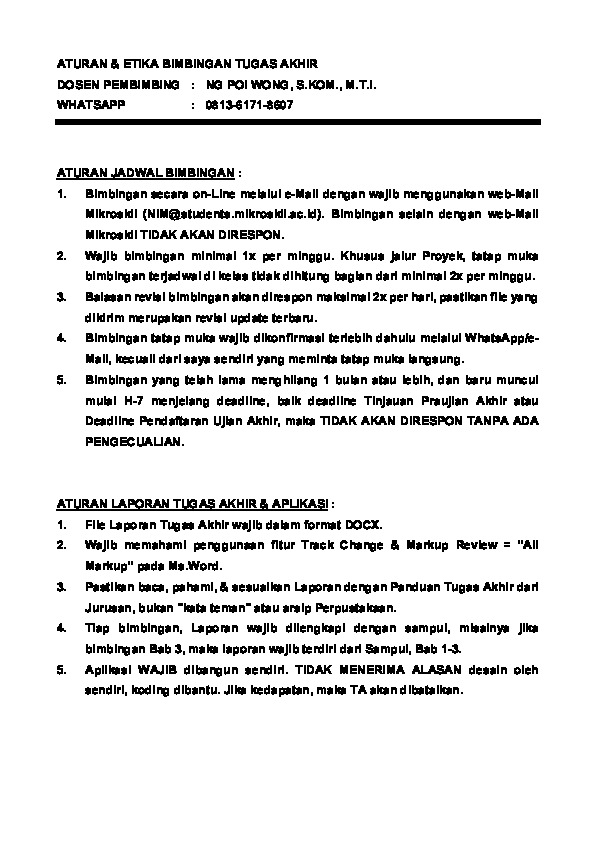 ATURAN & ETIKA BIMBINGAN TUGAS AKHIR
DOSEN PEMBIMBING : NG POI WONG, S.KOM., M.T.I.
WHATSAPP : 0813-6171-8607
ATURAN JADWAL BIMBINGAN :
1. Bimbingan secara on-Line melalui e-Mail dengan wajib menggunakan web-Mail
Mikroskil (NIM@students.mikroskil.ac.id). Bimbingan selain dengan web-Mail
Mikroskil TIDAK AKAN DIRESPON.
2. Wajib bimbingan minimal 1x per minggu. Khusus jalur Proyek, tatap muka
bimbingan terjadwal di kelas tidak dihitung bagian dari minimal 2x per minggu.
3. Balasan revisi bimbingan akan direspon maksimal 2x per hari, pastikan file yang
dikirim merupakan revisi update terbaru.
4. Bimbingan tatap muka wajib dikonfirmasi terlebih dahulu melalui WhatsApp/e-
Mail, kecuali dari saya sendiri yang meminta tatap muka langsung.
5. Bimbingan yang telah lama menghilang 1 bulan atau lebih, dan baru muncul
mulai H-7 menjelang deadline, baik deadline Tinjauan Praujian Akhir atau
Deadline Pendaftaran Ujian Akhir, maka TIDAK AKAN DIRESPON TANPA ADA
PENGECUALIAN.
ATURAN LAPORAN TUGAS AKHIR & APLIKASI :
1. File Laporan Tugas Akhir wajib dalam format DOCX.
2. Wajib memahami penggunaan fitur Track Change & Markup Review = "All
Markup" pada Ms.Word.
3. Pastikan baca, pahami, & sesuaikan Laporan dengan Panduan Tugas Akhir dari
Jurusan, bukan "kata teman" atau arsip Perpustakaan.
4. Tiap bimbingan, Laporan wajib dilengkapi dengan sampul, misalnya jika
bimbingan Bab 3, maka laporan wajib terdiri dari Sampul, Bab 1-3.
5. Aplikasi WAJIB dibangun sendiri. TIDAK MENERIMA ALASAN desain oleh
sendiri, koding dibantu. Jika kedapatan, maka TA akan dibatalkan.